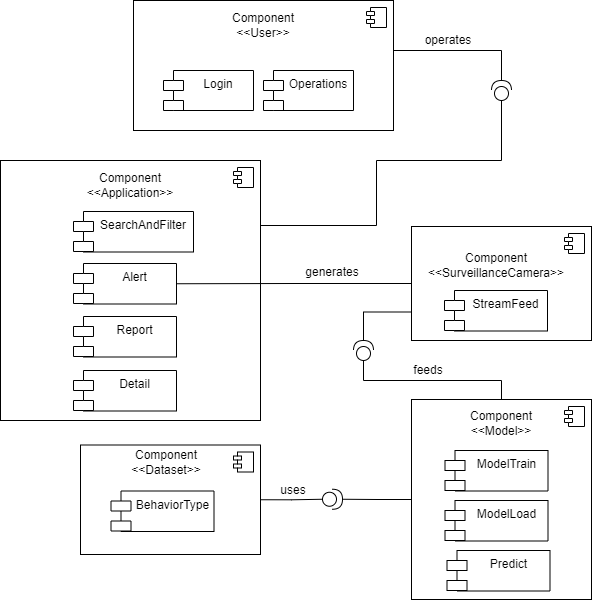 Component
<<User>>
operates
Login
Operations
Component
<<Application>>
SearchAndFilter
Alert
generates
Report
Detail
Component
<<SurveillanceCamera>>
StreamFeed
feeds
Component
<<Dataset>>
BehaviorType
uses
Component
<<Model>>
ModelTrain
ModelLoad
Predict